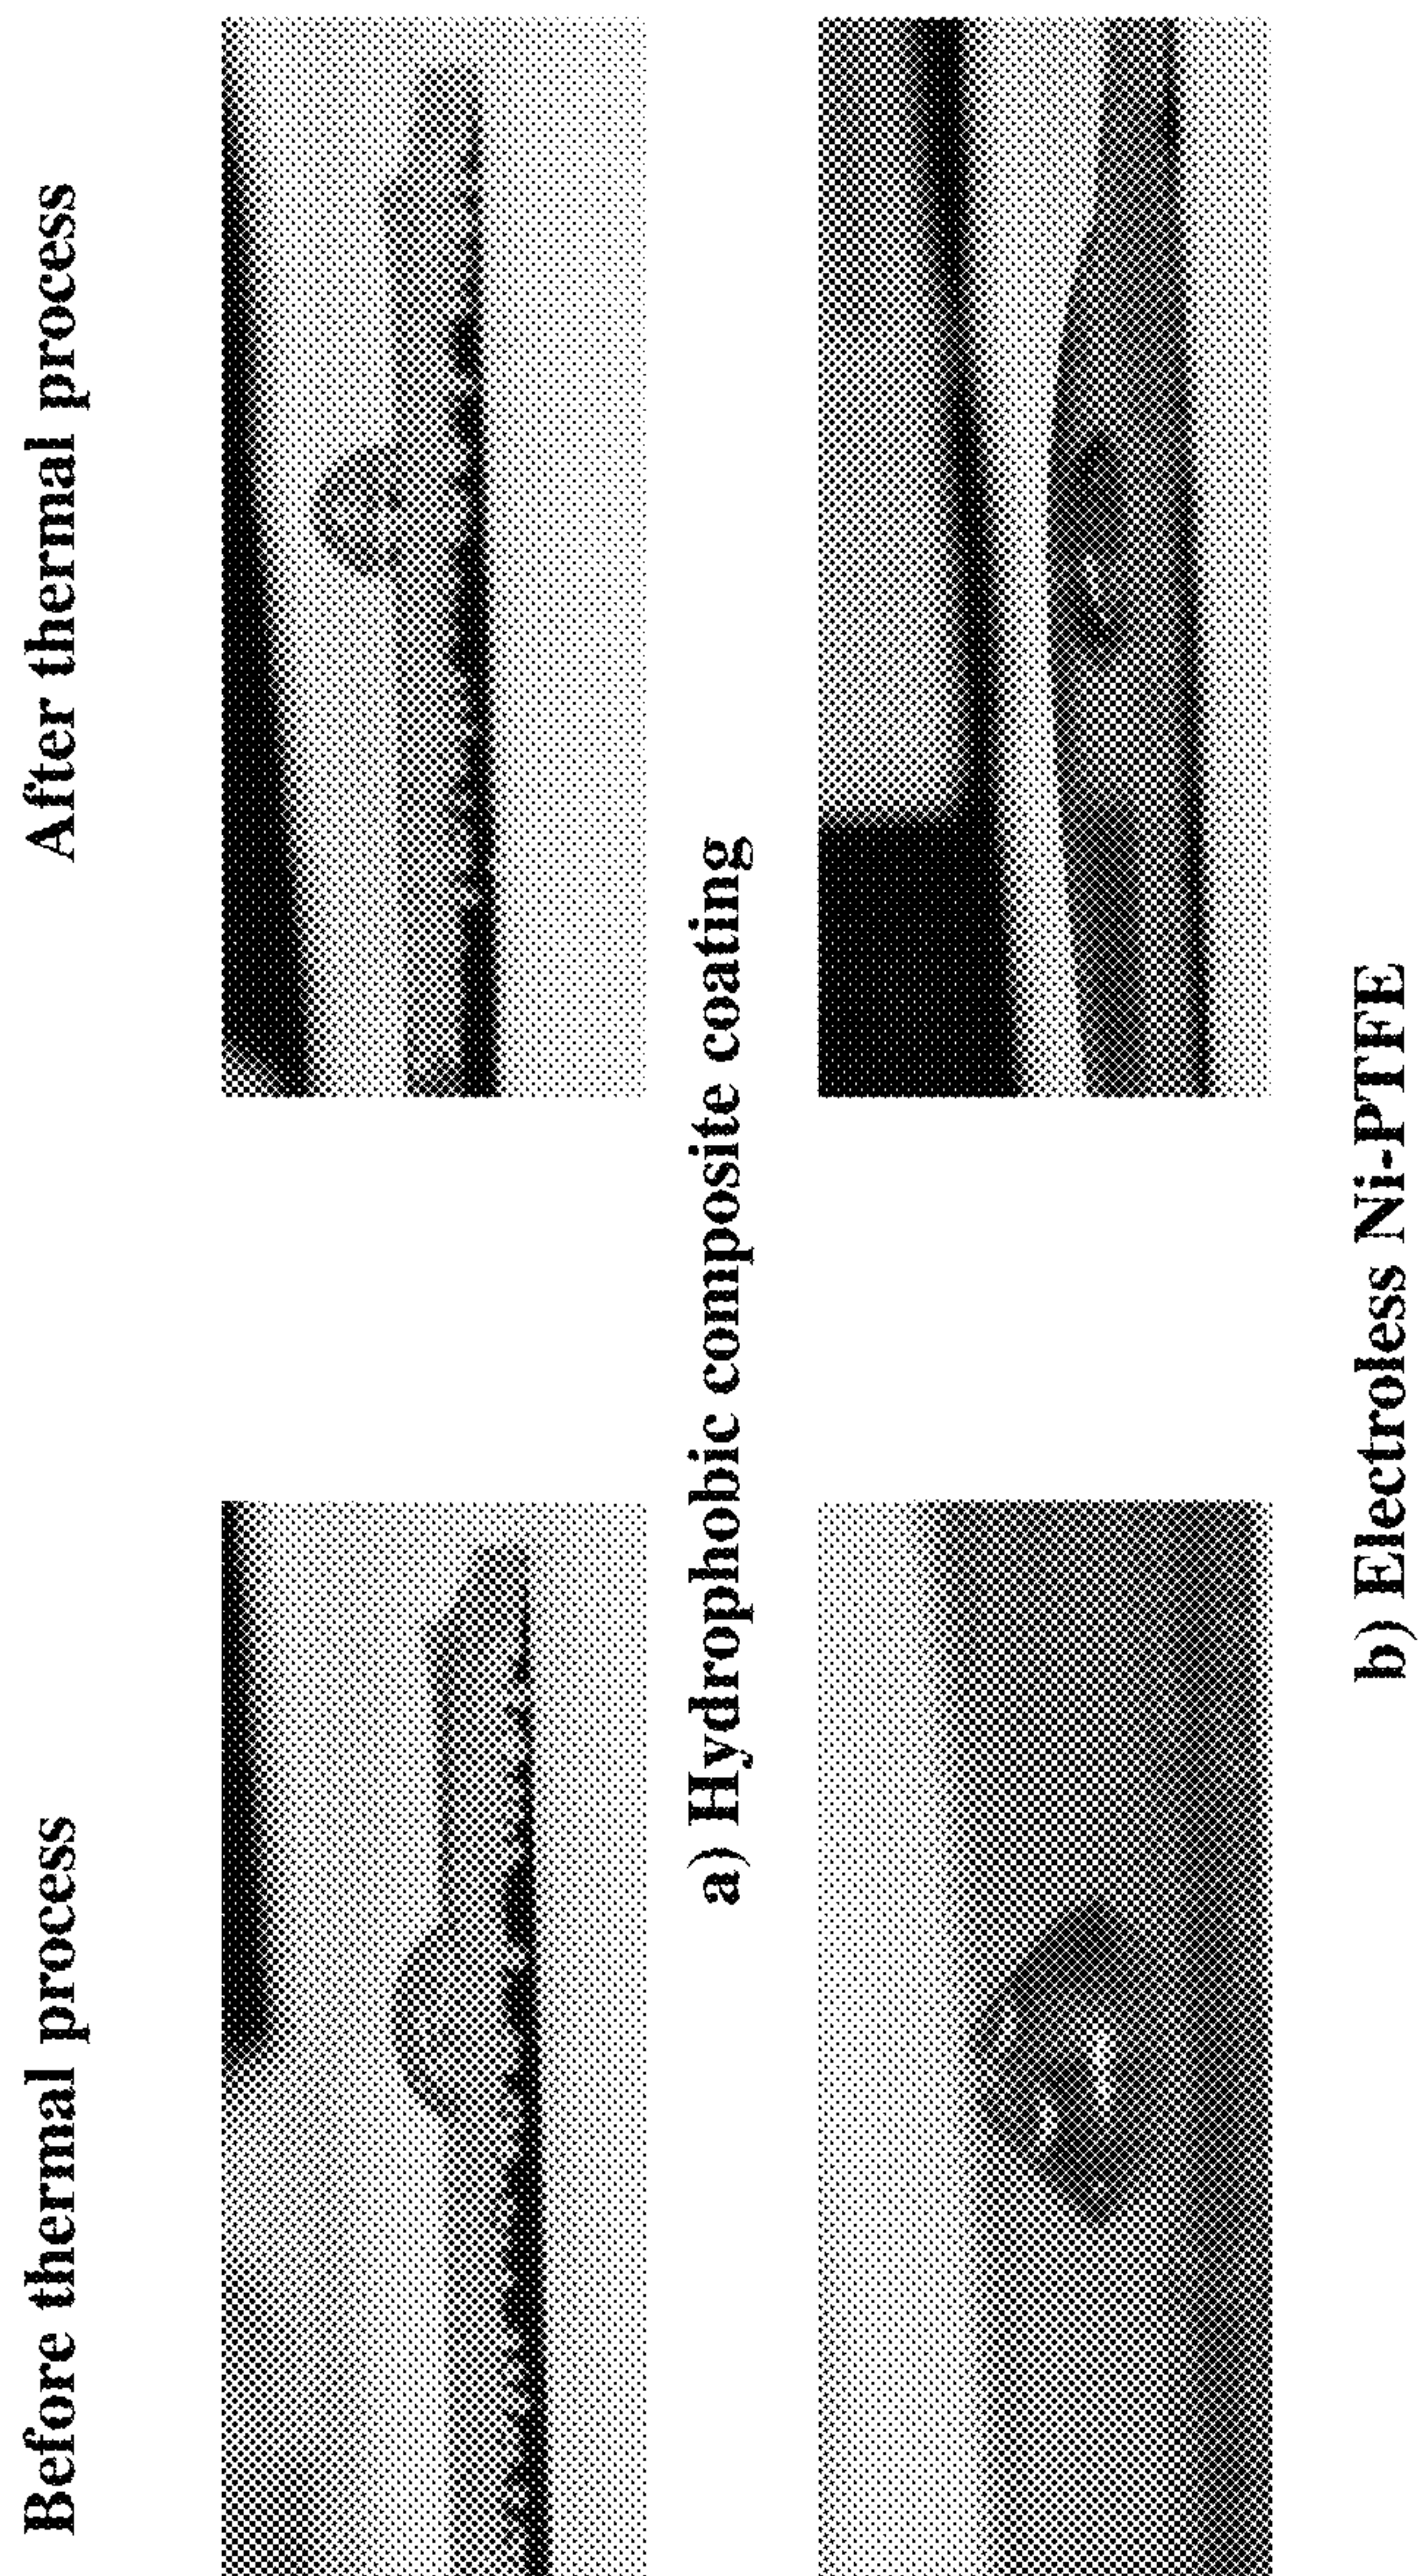 Before thermal process
After thermal process
a) Hydrophobic composite coating
b) Electroless Ni-PTFE